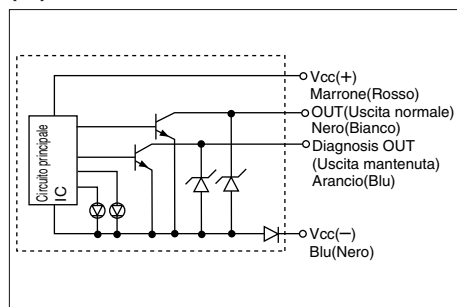 Vcc(+)
Marrone(Rosso)
OUT(Uscita normale)
Nero(Bianco)
Diagnosis OUT
(Uscita mantenuta)
Arancio(Blu)
Circuito principale
IC
Vcc(—)
Blu(Nero)